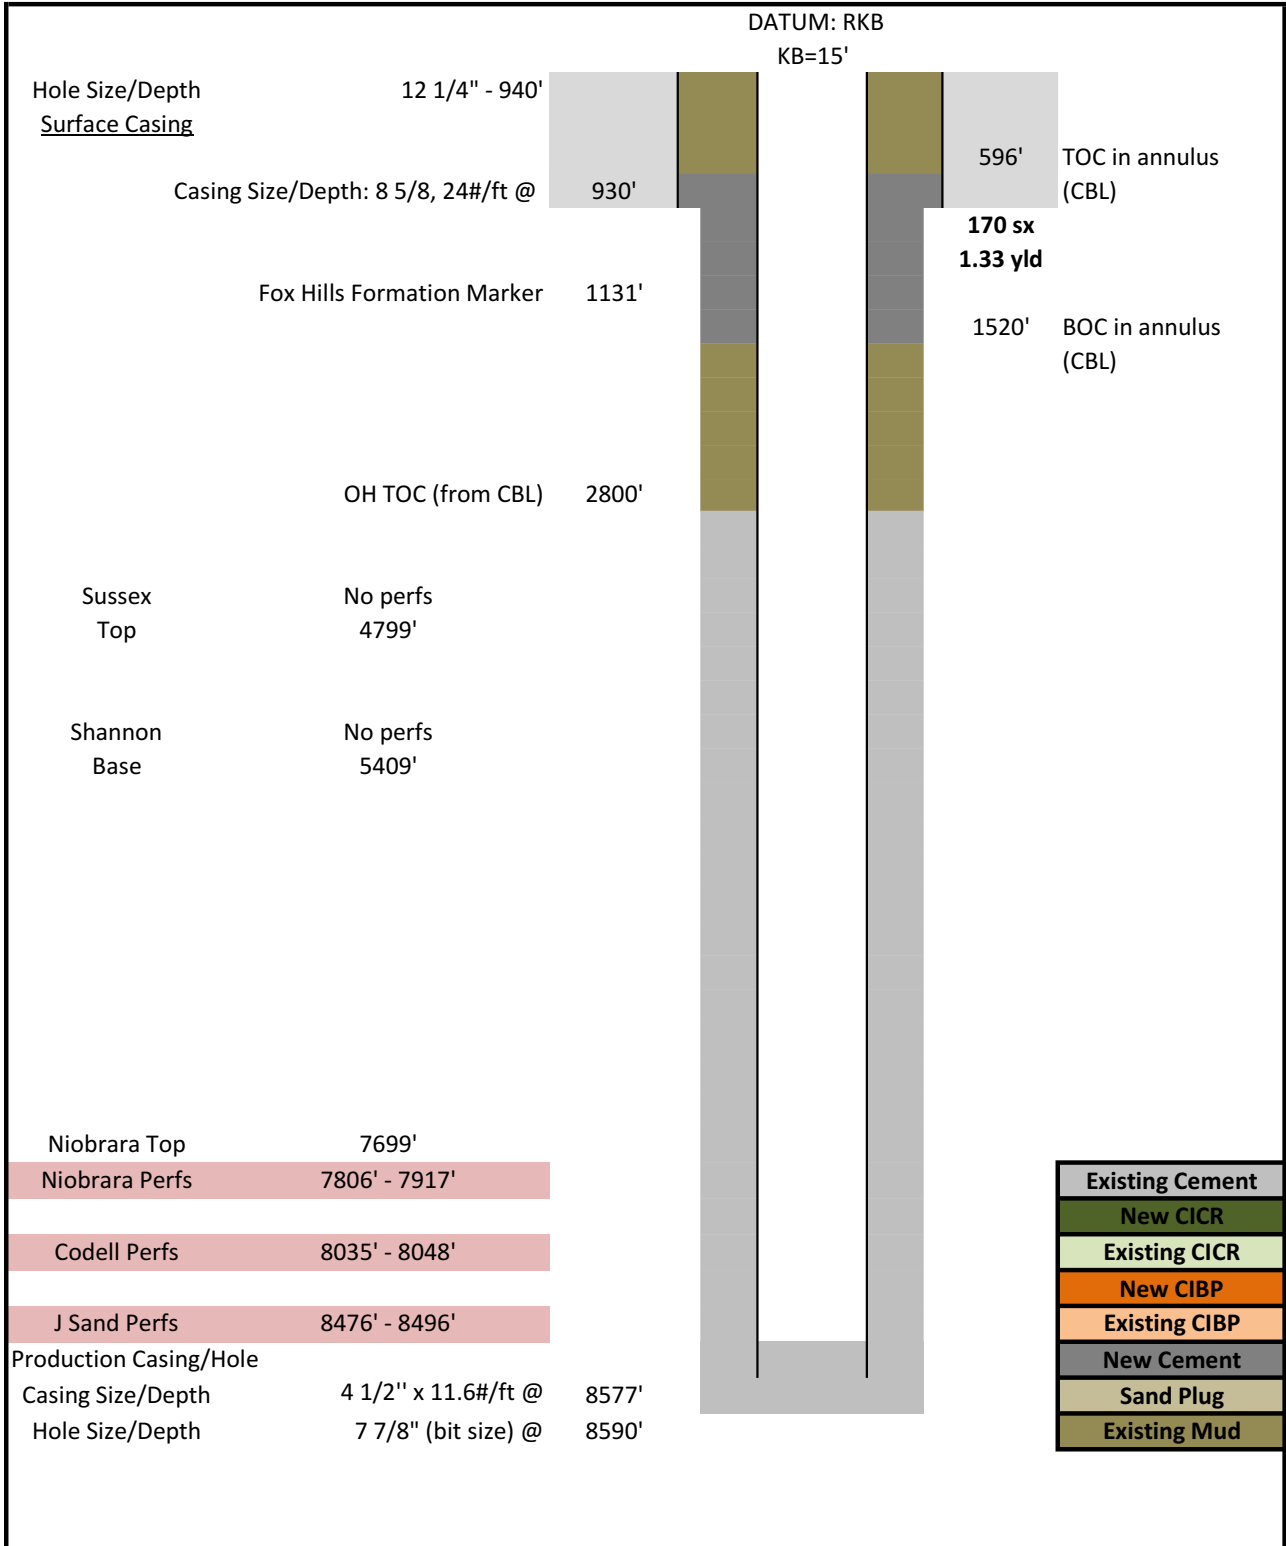 DATUM: RKB
KB=15'
Hole Size/Depth 12 1/4" - 940'
Surface Casing
596' TOC in annulus
Casing Size/Depth: 8 5/8, 24#/ft @ 930' (CBL)
170 sx
1.33 yld
Fox Hills Formation Marker 1131'
1520' BOC in annulus
(CBL)
OH TOC (from CBL) 2800'
Sussex No perfs
Top 4799'
Shannon No perfs
Base 5409'
Niobrara Top 7699'
Niobrara Perfs 7806' - 7917' Existing Cement
New CICR
Codell Perfs 8035' - 8048' Existing CICR
New CIBP
J Sand Perfs 8476' - 8496' Existing CIBP
Production Casing/Hole New Cement
Casing Size/Depth 4 1/2'' x 11.6#/ft @ 8577' Sand Plug
Hole Size/Depth 7 7/8" (bit size) @ 8590' Existing Mud